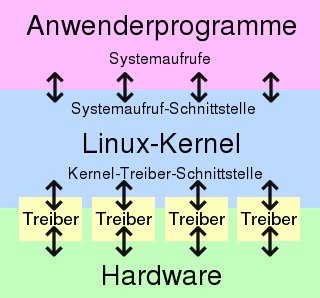 Anwenderprogramme
Systemaufrufe
Systemaufruf-Schnittstelle
Linux-Kernel
Kernel-Treiber-Schnittstelle
Treiber Treiber Treiber Treiber
Hardware